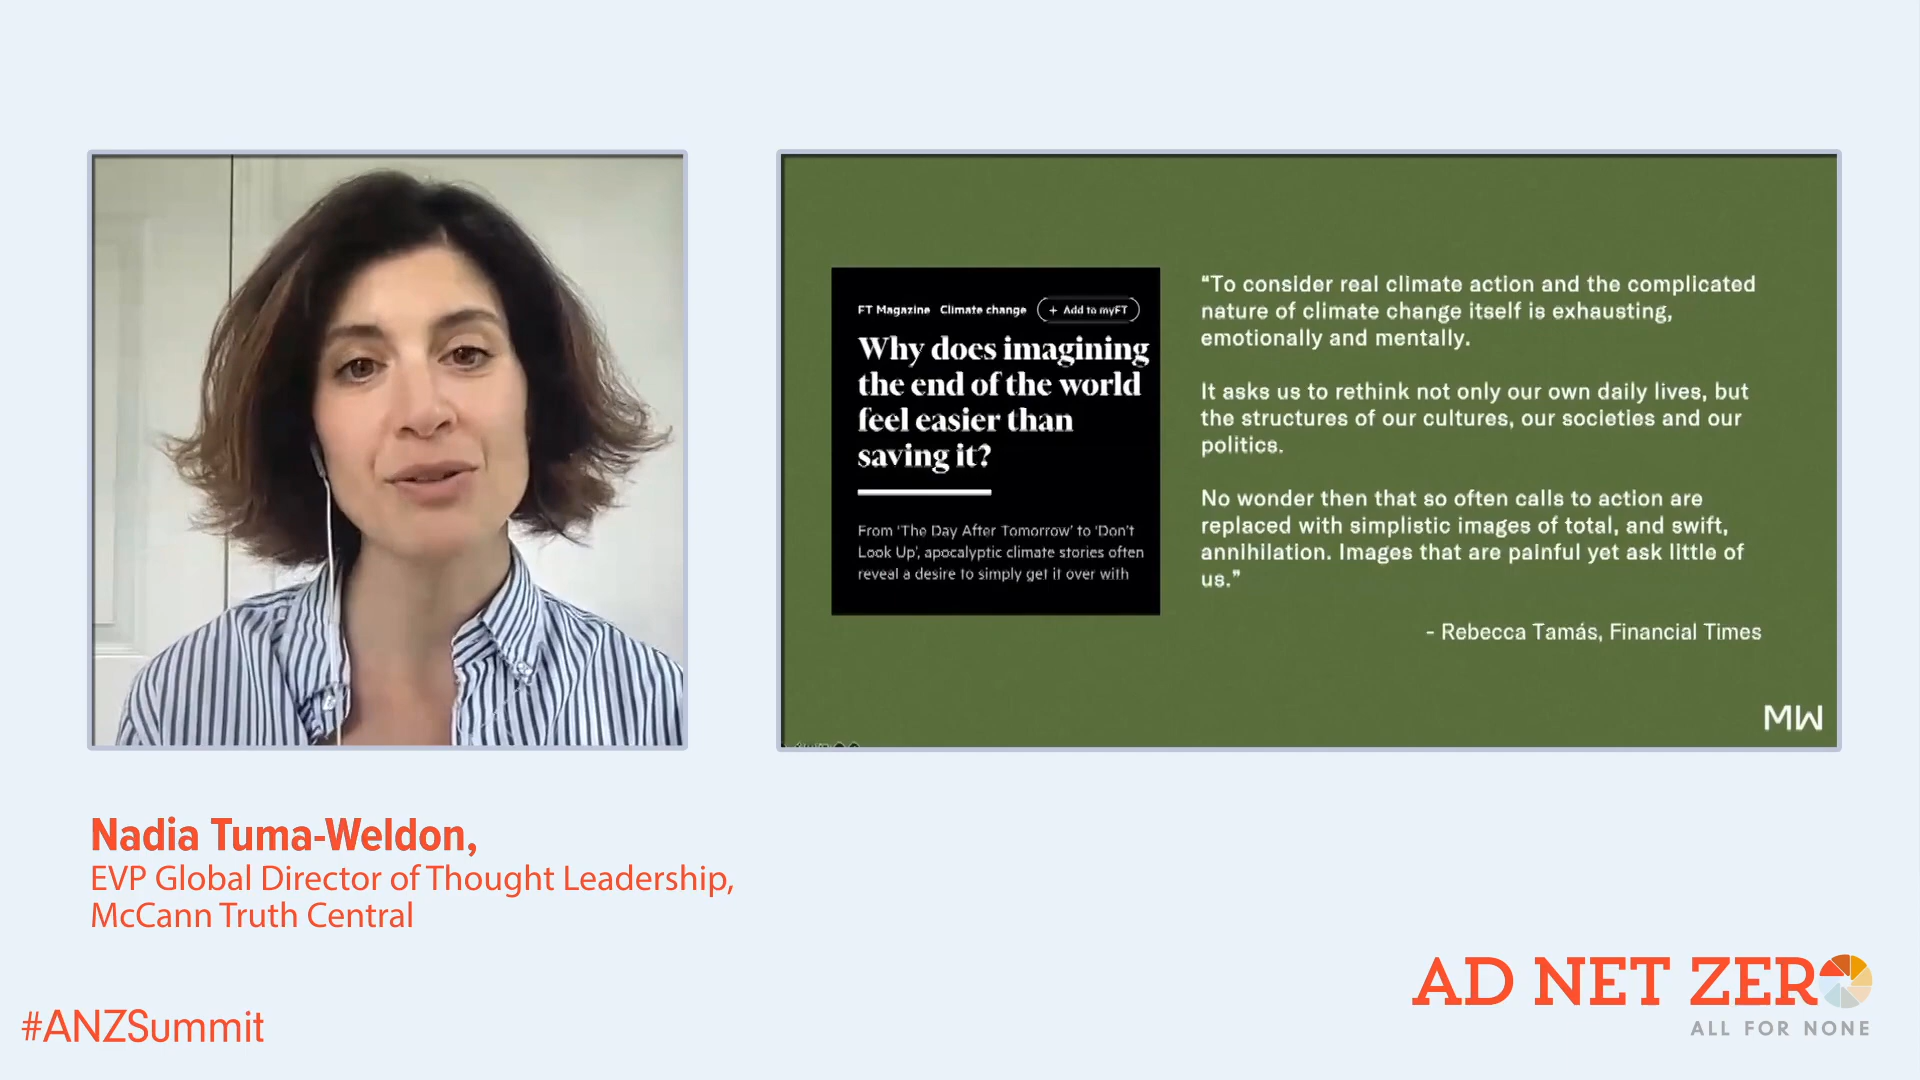 FT Magazine Climate change + Add to myFT
Why does imagining
the end of the world
feel easier than
saving it?
From 'The Day After Tomorrow' to 'Don't
Look Up', apocalyptic climate stories often
reveal a desire to simply get it over with
“To consider real climate action and the complicated
nature of climate change itself is exhausting,
emotionally and mentally.
It asks us to rethink not only our own daily lives, but
the structures of our cultures, our societies and our
politics.
No wonder then that so often calls to action are
replaced with simplistic images of total, and swift,
annihilation. Images that are painful yet ask little of
us.”
- Rebecca Tamás, Financial Times
MW
Nadia Tuma-Weldon,
EVP Global Director of Thought Leadership,
McCann Truth Central
#ANZSummit
AD NET ZERO
ALL FOR NONE